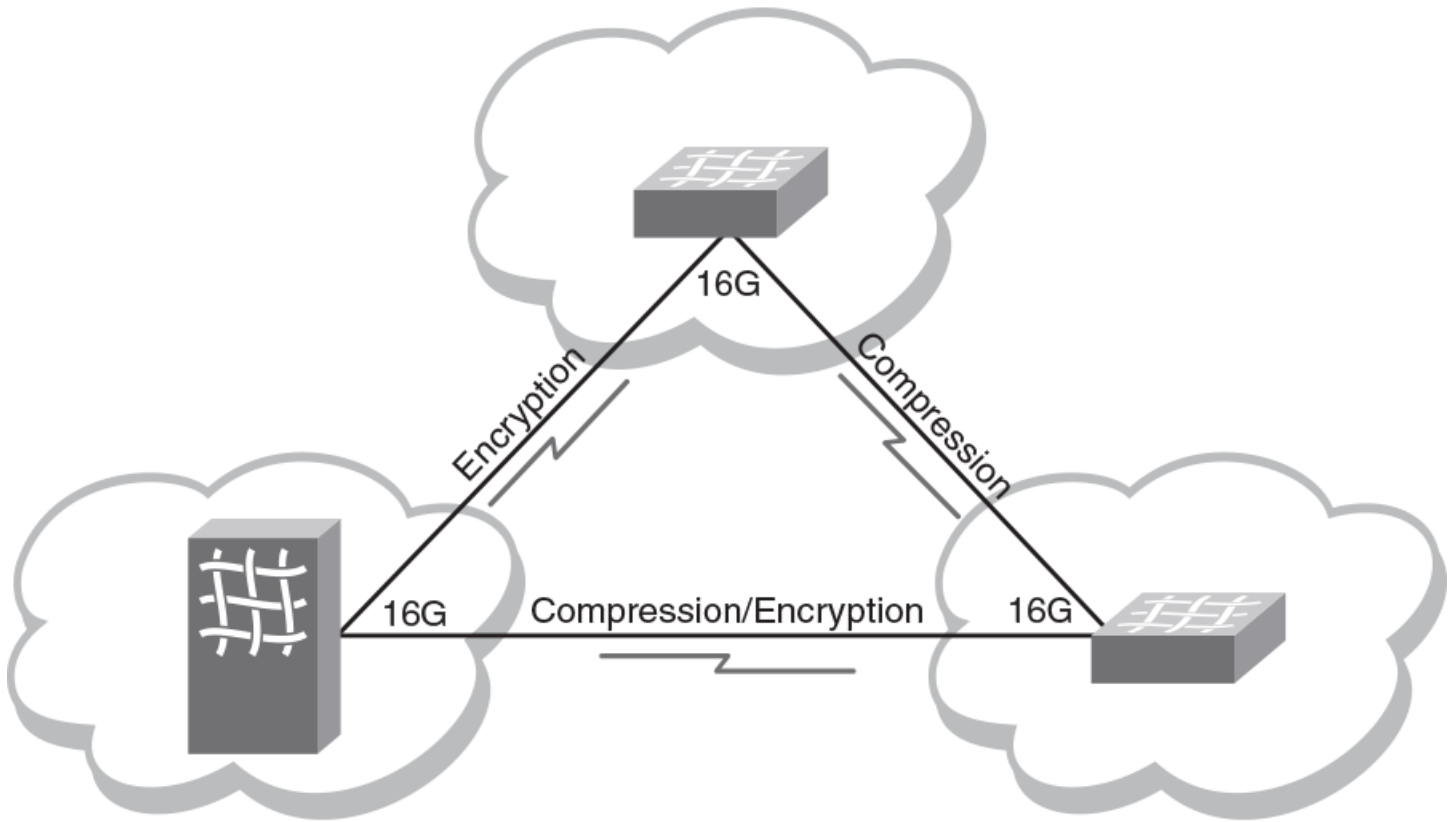 16G
Encryption
Compression
16G
Compression/Encryption
16G